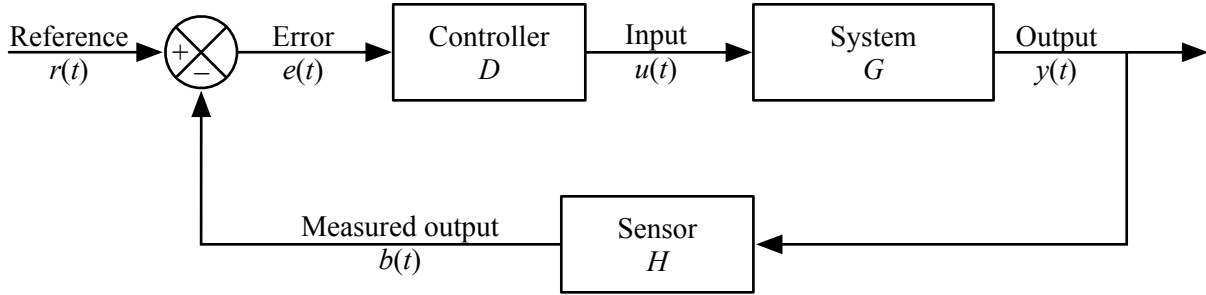 Reference
r(t)
+
−
Error
e(t)
Controller
D
Input
u(t)
System
G
Output
y(t)
Measured output
b(t)
Sensor
H